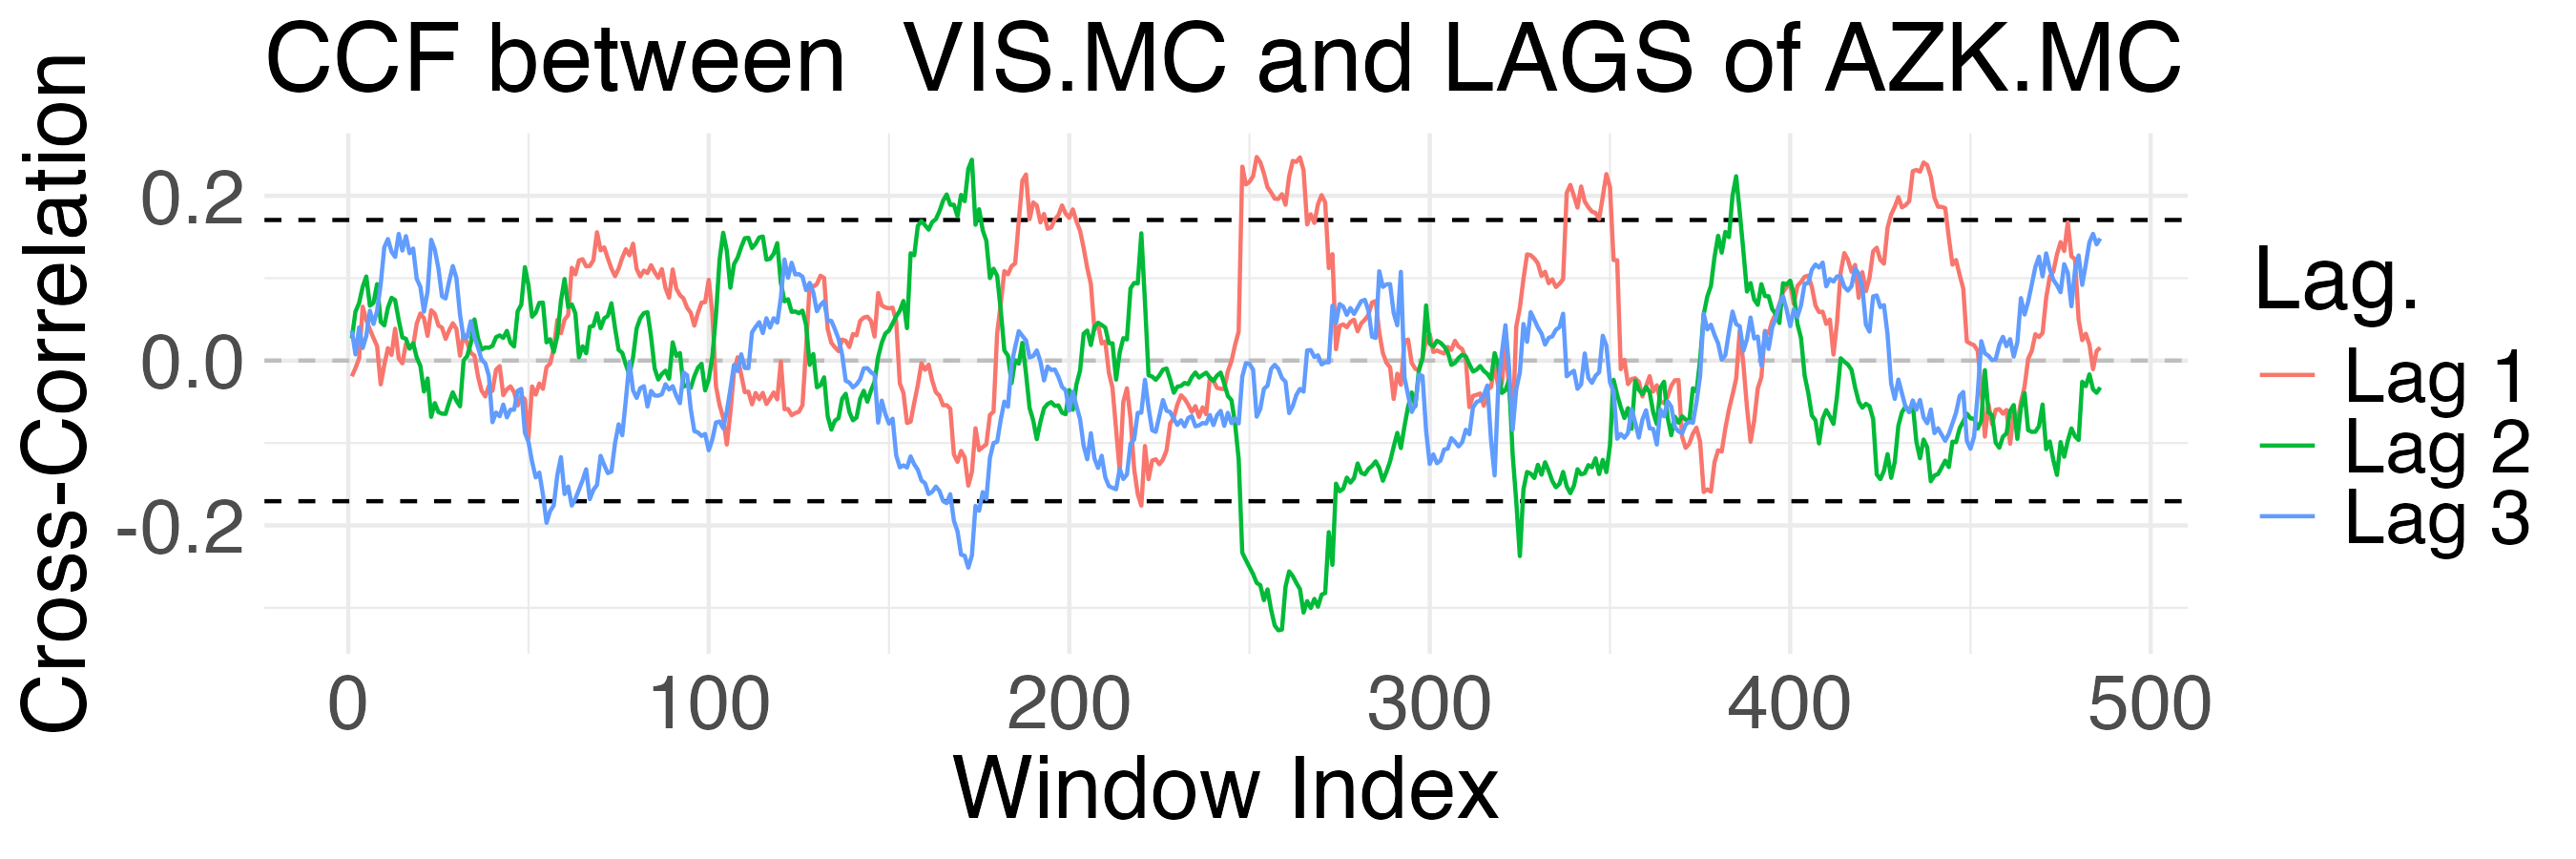 CCF between  VIS.MC and LAGS of AZK.MC
Cross-Correlation
0.2
0.0
-0.2
0 100 200 300 400 500
Window Index
Lag.
Lag 1
Lag 2
Lag 3